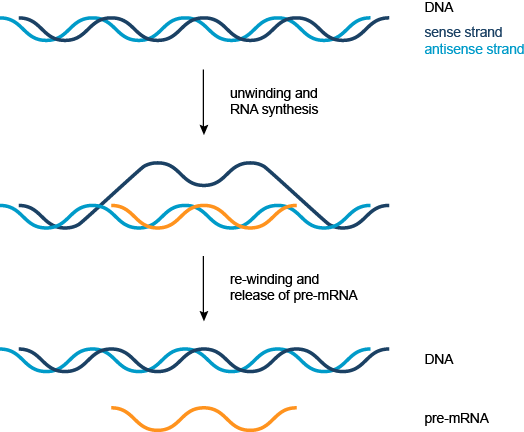 DNA
sense strand
antisense strand
unwinding and
RNA synthesis
re-winding and
release of pre-mRNA
DNA
pre-mRNA